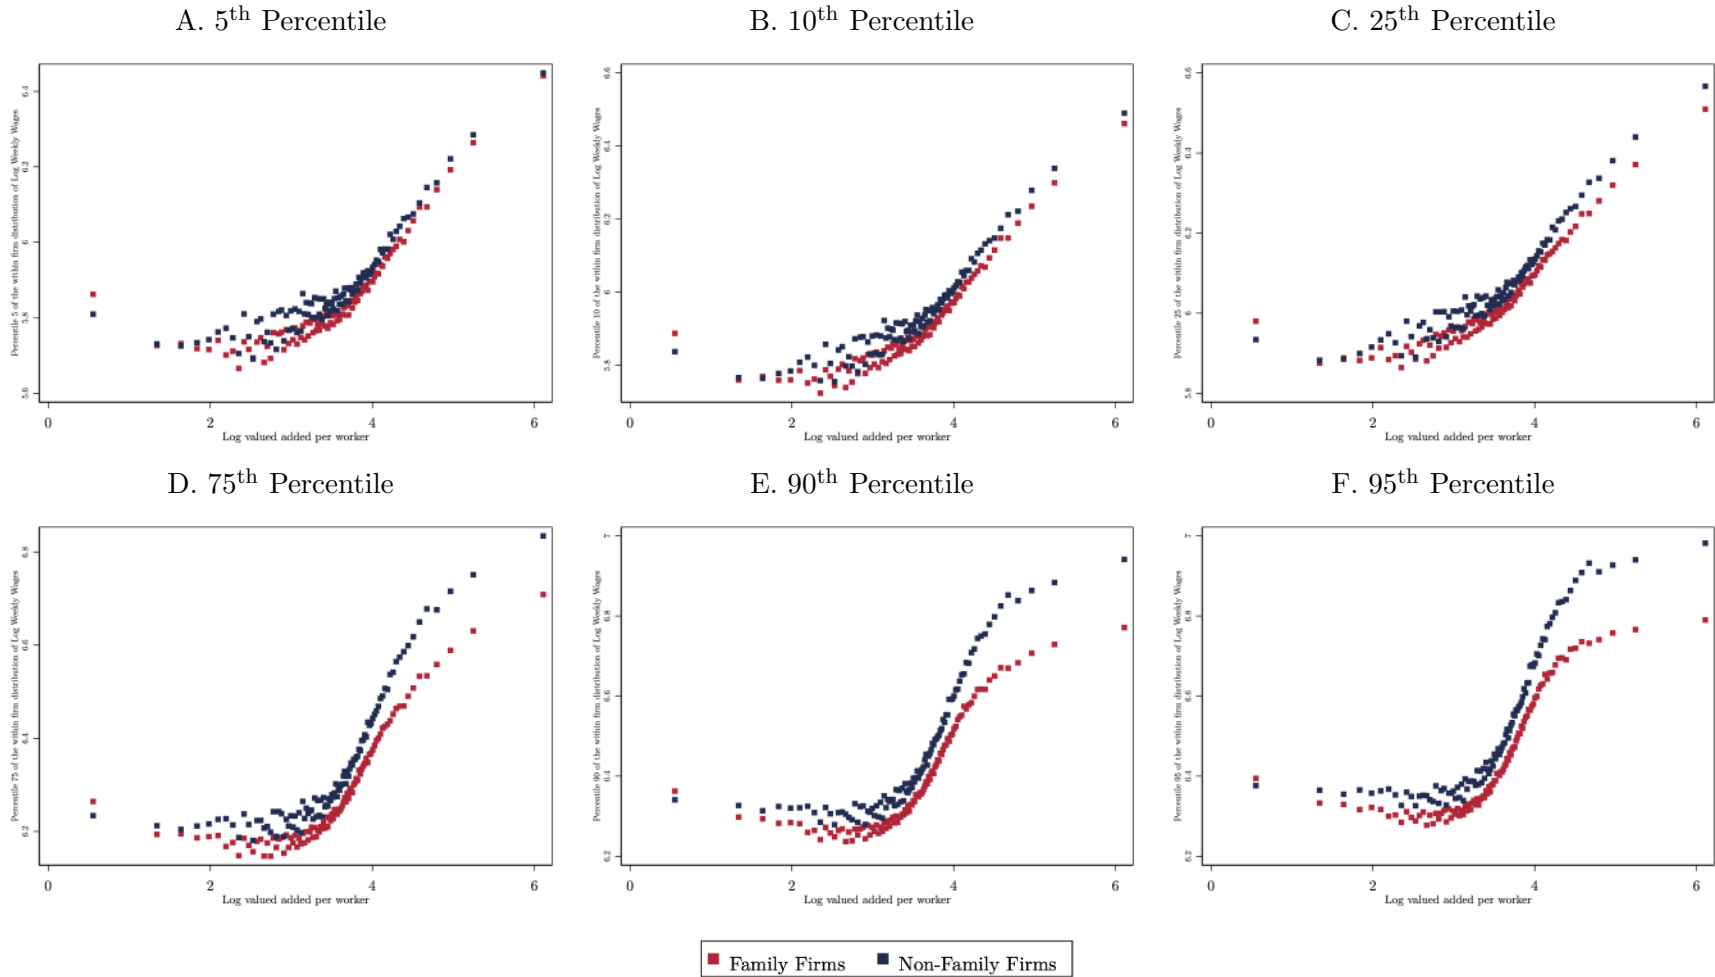 A. 5th Percentile
B. 10th Percentile
C. 25th Percentile
Percentile 5 of the within firm distribution of Log Weekly Wages
6.4
6.2
6
5.8
5.6
0 2 4 6
Log valued added per worker
Percentile 10 of the within firm distribution of Log Weekly Wages
6.6
6.4
6.2
6
5.8
0 2 4 6
Log valued added per worker
Percentile 25 of the within firm distribution of Log Weekly Wages
6.6
6.4
6.2
6
5.8
0 2 4 6
Log valued added per worker
D. 75th Percentile
E. 90th Percentile
F. 95th Percentile
Percentile 75 of the within firm distribution of Log Weekly Wages
6.8
6.6
6.4
6.2
0 2 4 6
Log valued added per worker
Percentile 90 of the within firm distribution of Log Weekly Wages
7
6.8
6.6
6.4
6.2
0 2 4 6
Log valued added per worker
Percentile 95 of the within firm distribution of Log Weekly Wages
7
6.8
6.6
6.4
6.2
0 2 4 6
Log valued added per worker
Family Firms
Non-Family Firms